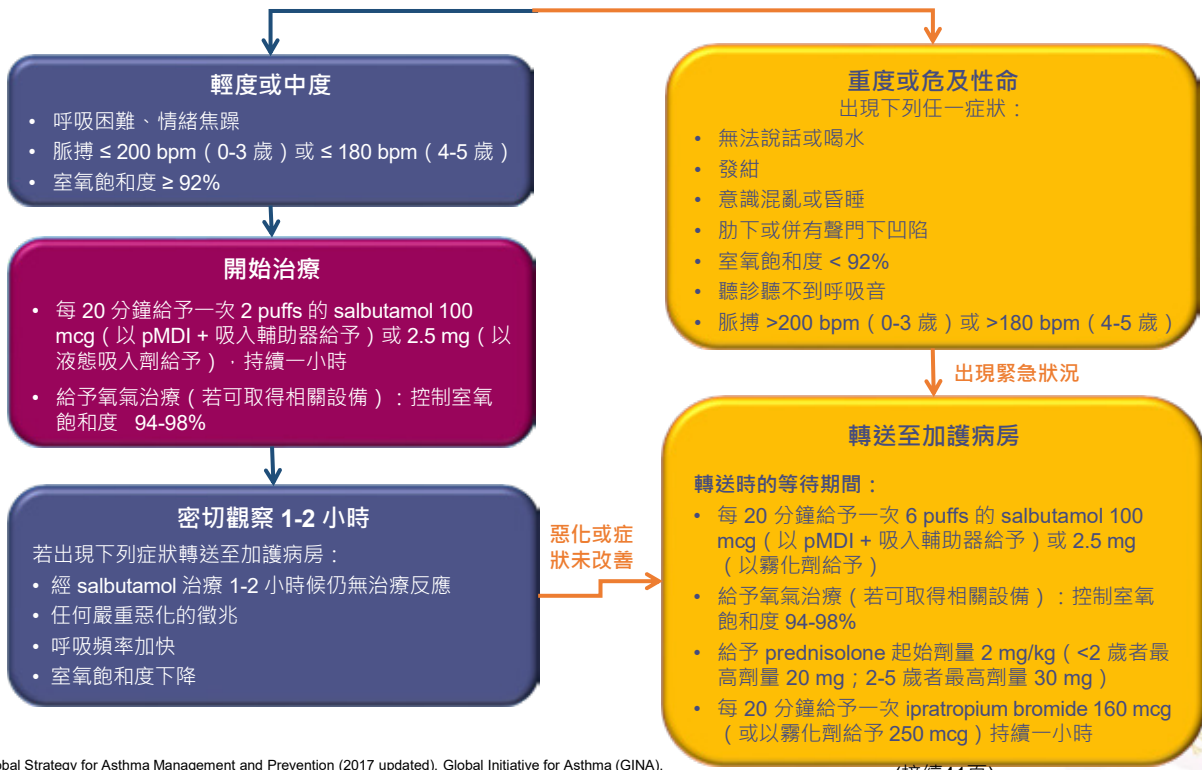 輕度或中度
• 呼吸困難、情緒焦躁
• 脈搏 ≤ 200 bpm（0-3 歲）或 ≤ 180 bpm（4-5 歲）
• 室氧飽和度 ≥ 92%
開始治療
• 每 20 分鐘給予一次 2 puffs 的 salbutamol 100
mcg（以 pMDI + 吸入輔助器給予）或 2.5 mg（以
液態吸入劑給予），持續一小時
• 給予氧氣治療（若可取得相關設備）：控制室氧
飽和度 94-98%
密切觀察 1-2 小時
若出現下列症狀轉送至加護病房：
• 經 salbutamol 治療 1-2 小時候仍無治療反應
• 任何嚴重惡化的徵兆
• 呼吸頻率加快
• 室氧飽和度下降
惡化或症
狀未改善
重度或危及性命
出現下列任一症狀：
• 無法說話或喝水
• 發紺
• 意識混亂或昏睡
• 肋下或併有聲門下凹陷
• 室氧飽和度 < 92%
• 聽診聽不到呼吸音
• 脈搏 >200 bpm（0-3 歲）或 >180 bpm（4-5 歲）
出現緊急狀況
轉送至加護病房
轉送時的等待期間：
• 每 20 分鐘給予一次 6 puffs 的 salbutamol 100
mcg（以 pMDI + 吸入輔助器給予）或 2.5 mg
（以霧化劑給予）
• 給予氧氣治療（若可取得相關設備）：控制室氧
飽和度 94-98%
• 給予 prednisolone 起始劑量 2 mg/kg（<2 歲者最
高劑量 20 mg；2-5 歲者最高劑量 30 mg）
• 每 20 分鐘給予一次 ipratropium bromide 160 mcg
（或以霧化劑給予 250 mcg）持續一小時
Strategy for Asthma Management and Prevention (2017 updated). Global Initiative for Asthma (GINA).